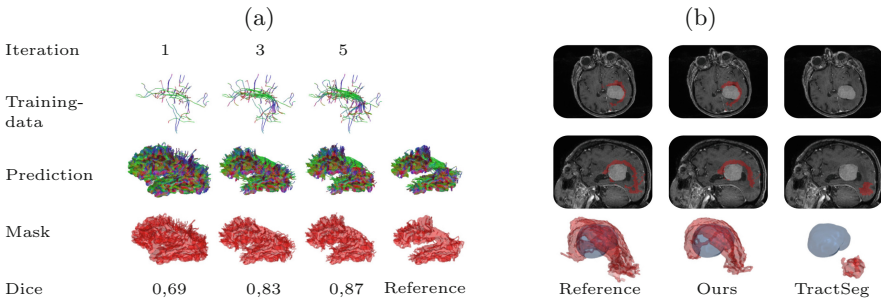 (a)
Iteration 1 3 5
Training-
data
Prediction
Mask
Dice 0,69 0,83 0,87 Reference
(b)
Reference Ours TractSeg